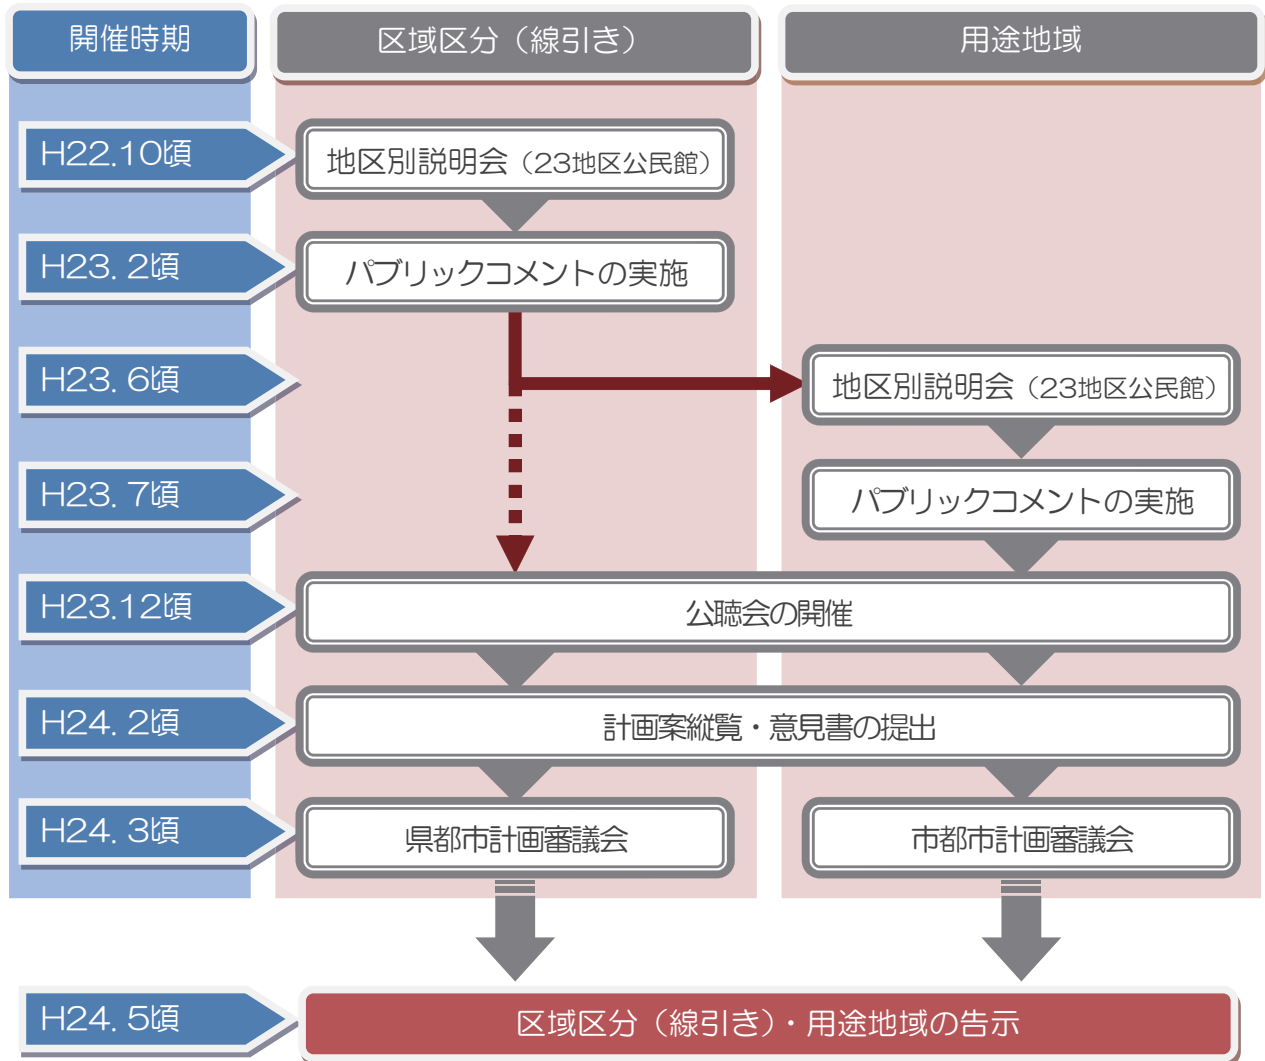 開催時期
区域区分（線引き）
用途地域
H22.10頃
地区別説明会（23地区公民館）
H23. 2頃
パブリックコメントの実施
H23. 6頃
地区別説明会（23地区公民館）
H23. 7頃
パブリックコメントの実施
H23.12頃
公聴会の開催
H24. 2頃
計画案縦覧・意見書の提出
H24. 3頃
県都市計画審議会
市都市計画審議会
H24. 5頃
区域区分（線引き）・用途地域の告示